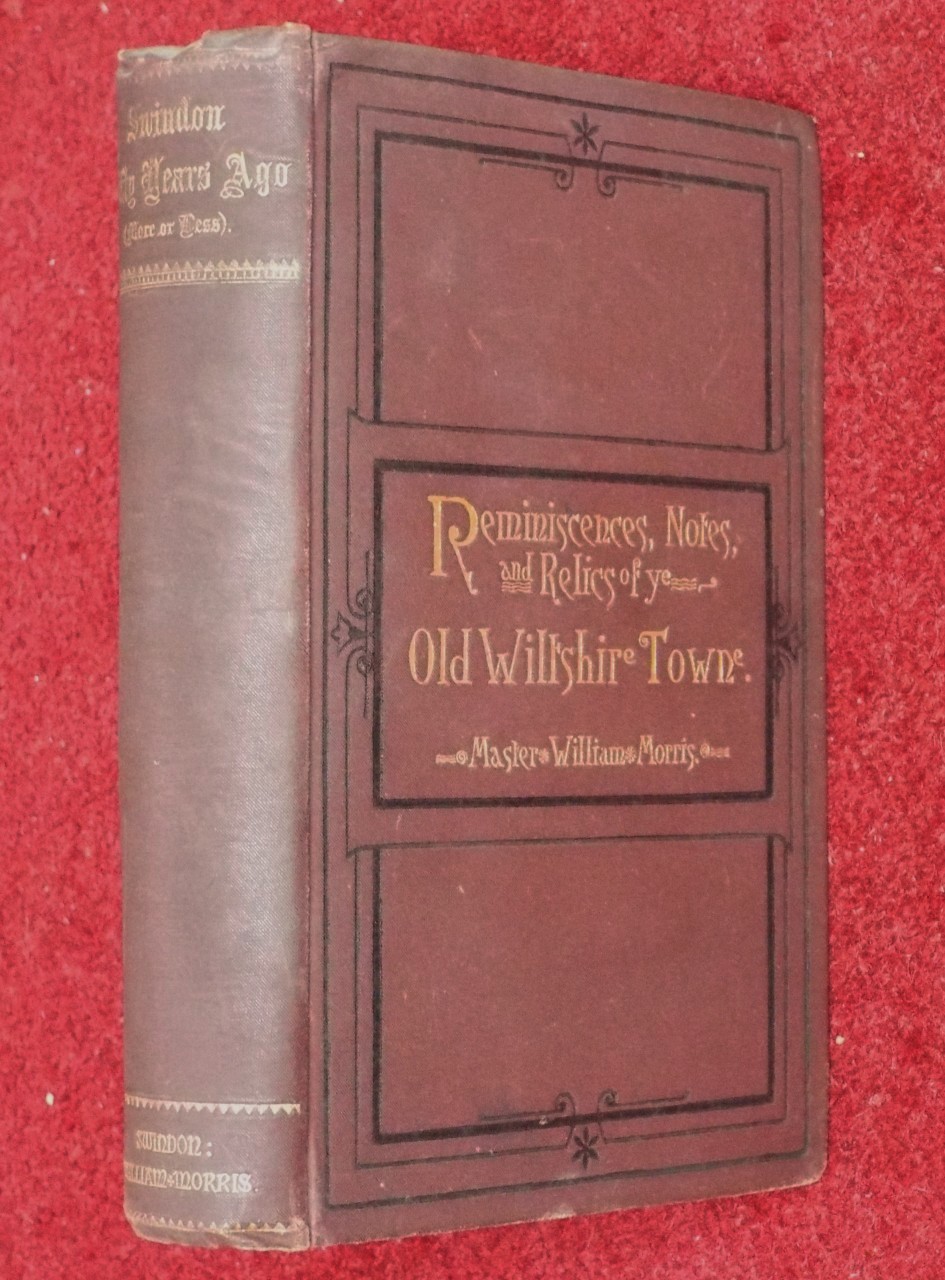 Swindon
Years Ago
(More or Less).
SWINDON:
WILLIAM MORRIS.
Reminiscences, Notes,
and Relics of ye
Old Wiltshire Towne.
Master William Morris.